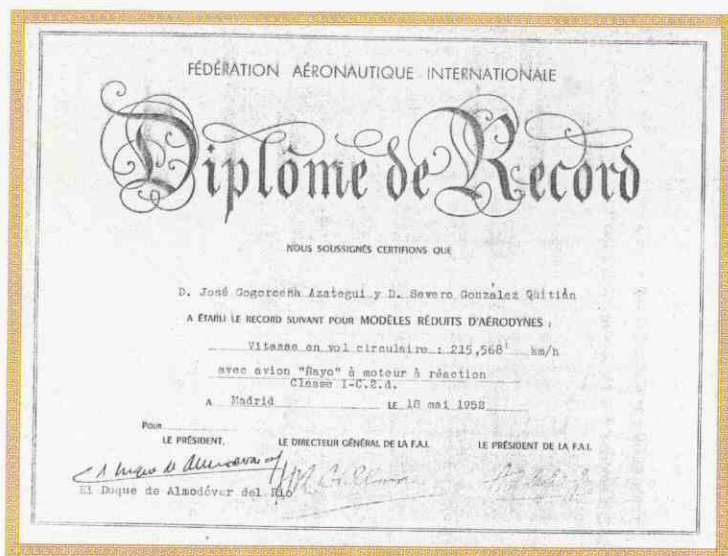 FÉDÉRATION AÉRONAUTIQUE INTERNATIONALE
Diplôme de Record
NOUS SOUSSIGNÉS CERTIFIONS QUE
D. José Gogorcena Azategui y D. Severo González Quitián
A ÉTABLI LE RECORD SUIVANT POUR MODÈLES RÉDUITS D'AÉRODYNES :
Vitesse en vol circulaire : 215,568 km/h
avec avion "Rayo" à moteur à réaction
Classe I-C.2.d.
A Madrid LE 18 mai 1952
POUR
LE PRÉSIDENT, LE DIRECTEUR GÉNÉRAL DE LA F.A.I. LE PRÉSIDENT DE LA F.A.I.
El Duque de Almodóver del Río